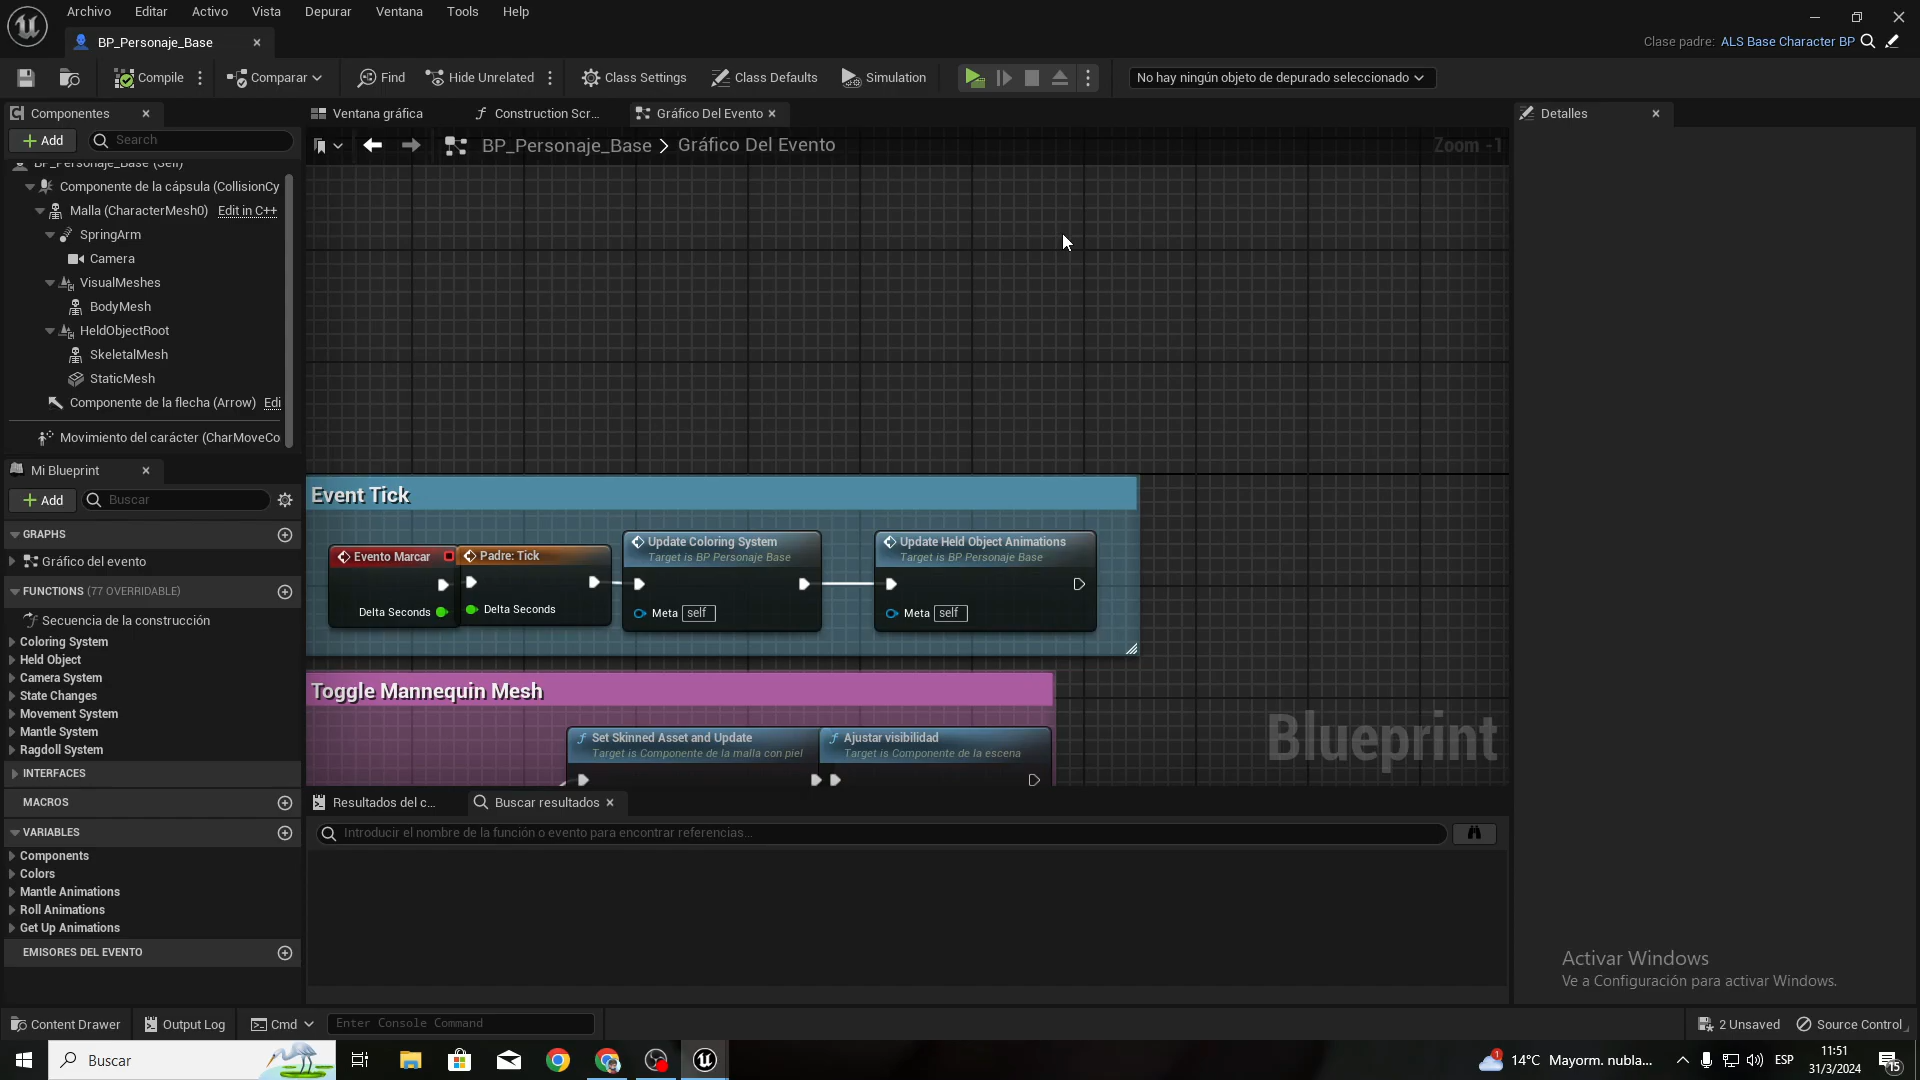 Archivo Editar Activo Vista Depurar Ventana Tools Help
BP_Personaje_Base
Clase padre: ALS Base Character BP
Compile Comparar Find Hide Unrelated Class Settings Class Defaults Simulation No hay ningún objeto de depurado seleccionado
Componentes
Add Search
BP_Personaje_Base (Self)
Componente de la cápsula (CollisionCy
Malla (CharacterMesh0) Edit in C++
SpringArm
Camera
VisualMeshes
BodyMesh
HeldObjectRoot
SkeletalMesh
StaticMesh
Componente de la flecha (Arrow) Edi
Movimiento del carácter (CharMoveCo
Mi Blueprint
Add Buscar
GRAPHS
Gráfico del evento
FUNCTIONS (77 OVERRIDABLE)
Secuencia de la construcción
Coloring System
Held Object
Camera System
State Changes
Movement System
Mantle System
Ragdoll System
INTERFACES
MACROS
VARIABLES
Components
Colors
Mantle Animations
Roll Animations
Get Up Animations
EMISORES DEL EVENTO
Ventana gráfica Construction Scr... Gráfico Del Evento
BP_Personaje_Base > Gráfico Del Evento
Zoom -1
Event Tick
Evento Marcar
Delta Seconds
Padre: Tick
Delta Seconds
Update Coloring System
Target is BP Personaje Base
Meta self
Update Held Object Animations
Target is BP Personaje Base
Meta self
Toggle Mannequin Mesh
Set Skinned Asset and Update
Target is Componente de la malla con piel
Ajustar visibilidad
Target is Componente de la escena
Blueprint
Resultados del c... Buscar resultados
Introducir el nombre de la función o evento para encontrar referencias...
Detalles
Activar Windows
Ve a Configuración para activar Windows.
Content Drawer Output Log Cmd Enter Console Command 2 Unsaved Source Control
Buscar
14°C Mayorm. nubla...
ESP
11:51
31/3/2024
1
15